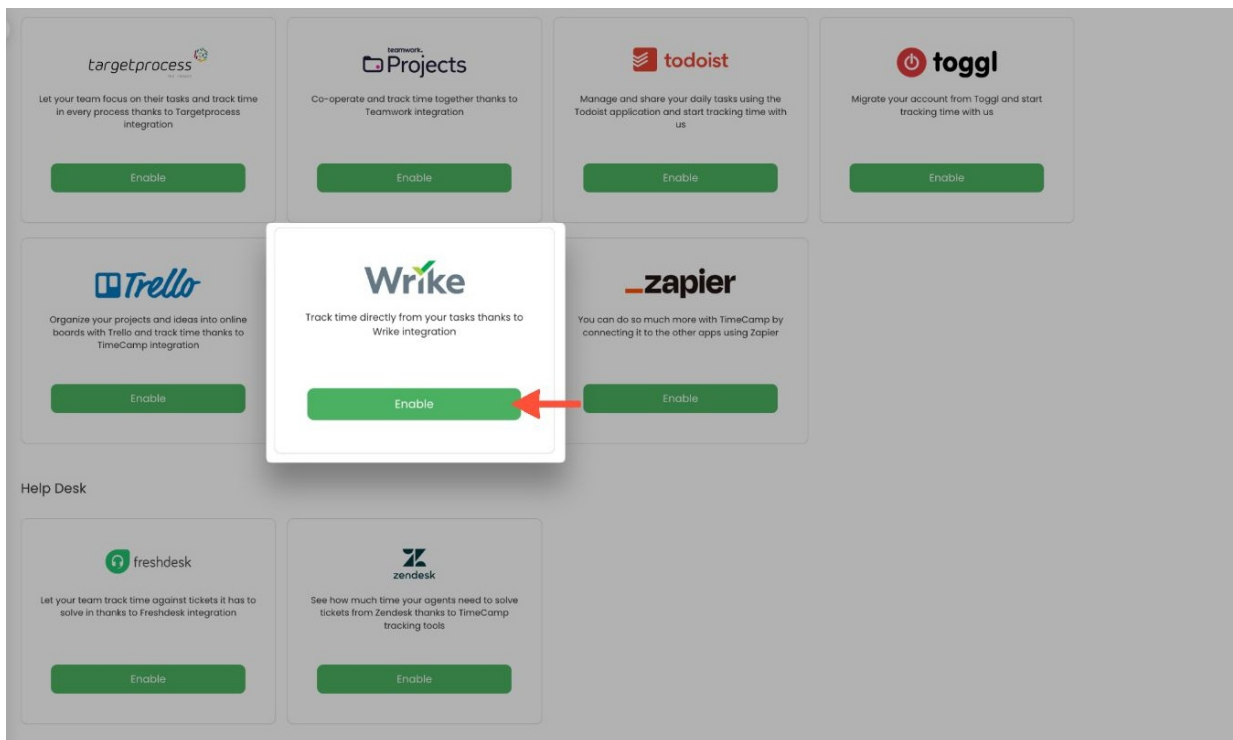 targetprocess
Let your team focus on their tasks and track time
in every process thanks to Targetprocess
integration
Enable
teamwork.
Projects
Co-operate and track time together thanks to
Teamwork integration
Enable
todoist
Manage and share your daily tasks using the
Todoist application and start tracking time with
us
Enable
toggl
Migrate your account from Toggl and start
tracking time with us
Enable
Trello
Organize your projects and ideas into online
boards with Trello and track time thanks to
TimeCamp integration
Enable
Wrike
Track time directly from your tasks thanks to
Wrike integration
Enable
_zapier
You can do so much more with TimeCamp by
connecting it to the other apps using Zapier
Enable
Help Desk
freshdesk
Let your team track time against tickets it has to
solve in thanks to Freshdesk integration
Enable
zendesk
See how much time your agents need to solve
tickets from Zendesk thanks to TimeCamp
tracking tools
Enable